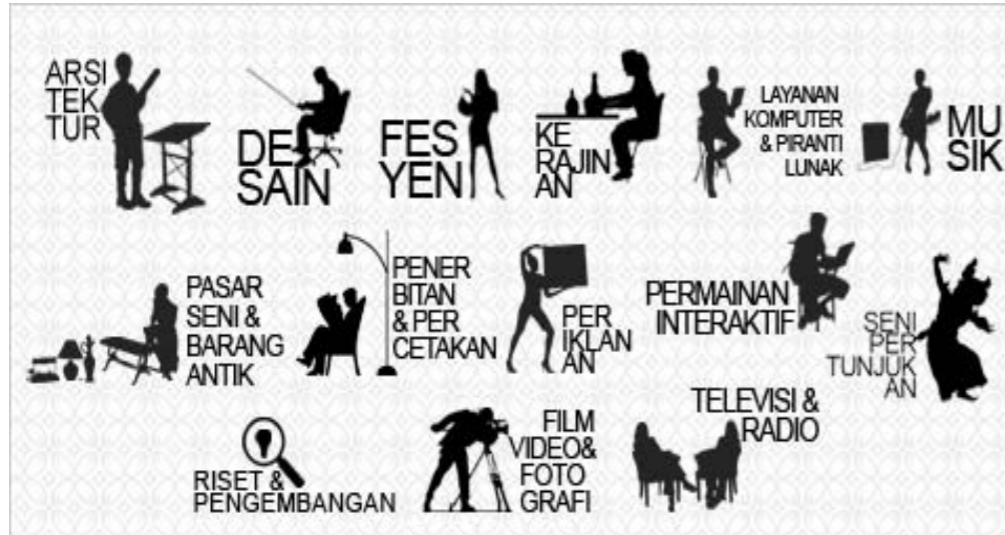 ARSI
TEK
TUR
DE
SAIN
FES
YEN
KE
RAJIN
AN
LAYANAN
KOMPUTER
& PIRANTI
LUNAK
MU
SIK
PASAR
SENI &
BARANG
ANTIK
PENER
BITAN
& PER
CETAKAN
PER
IKLAN
AN
PERMAINAN
INTERAKTIF
SENI
PER
TUNJUK
AN
RISET &
PENGEMBANGAN
FILM
VIDEO&
FOTO
GRAFI
TELEVISI &
RADIO